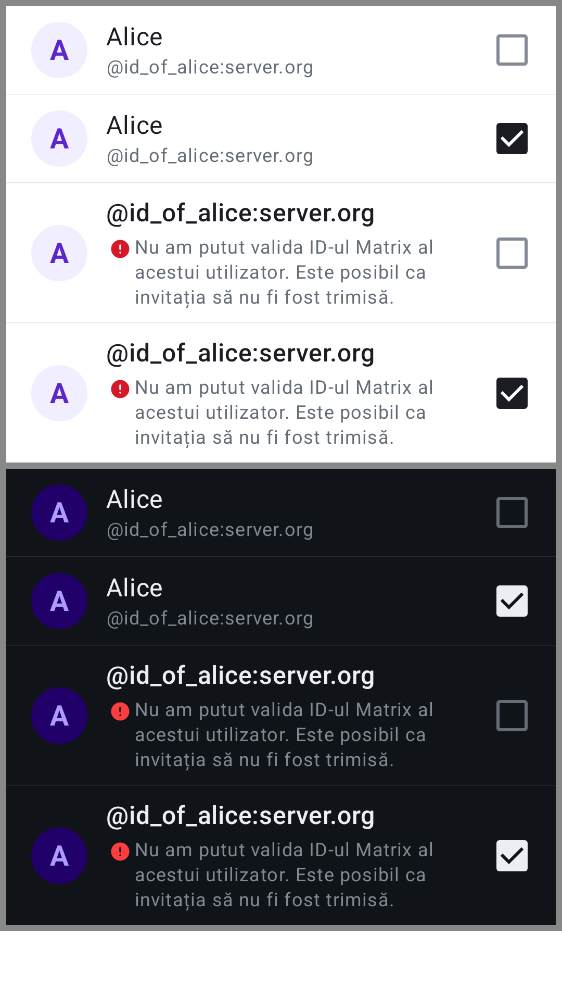 A
Alice
@id_of_alice:server.org
A
Alice
@id_of_alice:server.org
A
@id_of_alice:server.org
Nu am putut valida ID-ul Matrix al
acestui utilizator. Este posibil ca
invitația să nu fi fost trimisă.
A
@id_of_alice:server.org
Nu am putut valida ID-ul Matrix al
acestui utilizator. Este posibil ca
invitația să nu fi fost trimisă.
A
Alice
@id_of_alice:server.org
A
Alice
@id_of_alice:server.org
A
@id_of_alice:server.org
Nu am putut valida ID-ul Matrix al
acestui utilizator. Este posibil ca
invitația să nu fi fost trimisă.
A
@id_of_alice:server.org
Nu am putut valida ID-ul Matrix al
acestui utilizator. Este posibil ca
invitația să nu fi fost trimisă.